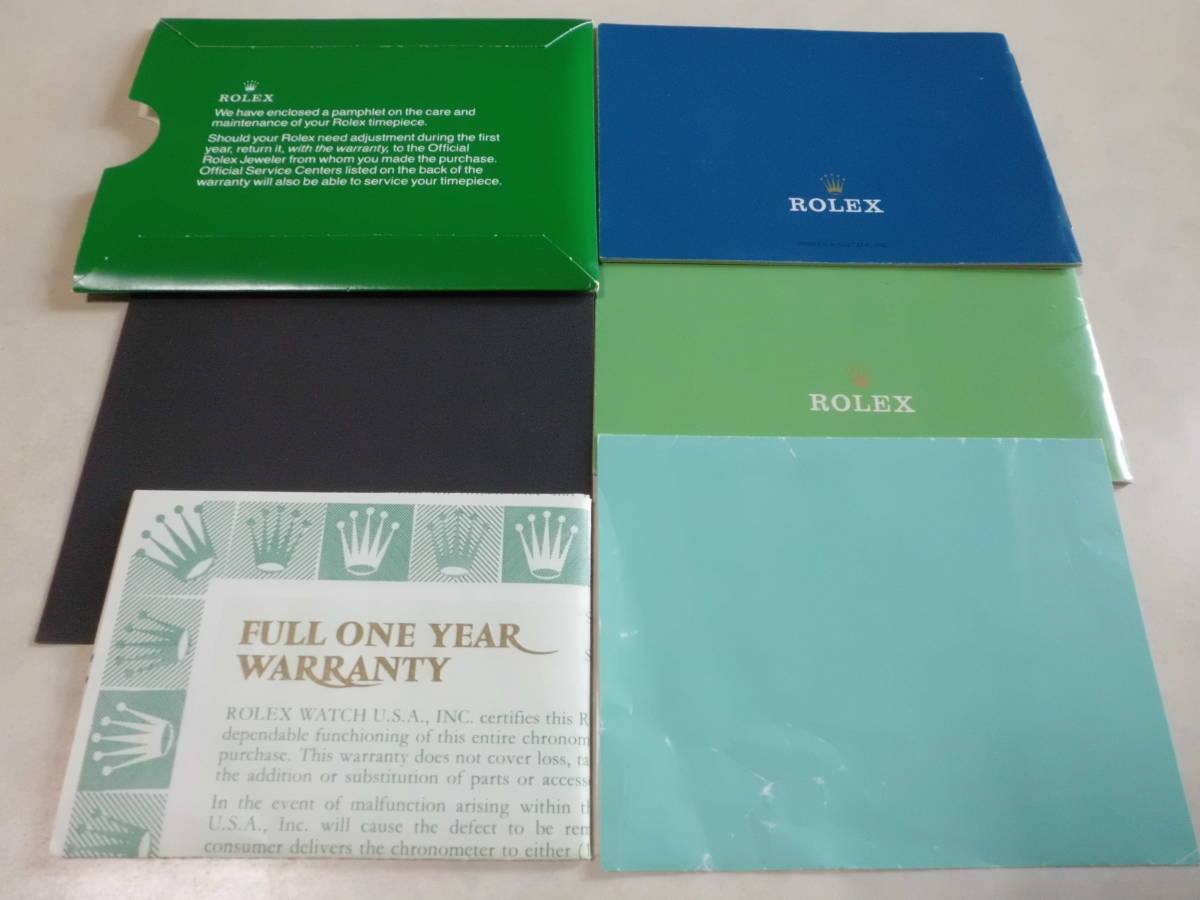 ROLEX
We have enclosed a pamphlet on the care and
maintenance of your Rolex timepiece.
Should your Rolex need adjustment during the first
year, return it, with the warranty, to the Official
Rolex Jeweler from whom you made the purchase.
Official Service Centers listed on the back of the
warranty will also be able to service your timepiece.
ROLEX
ROLEX
FULL ONE YEAR
WARRANTY
ROLEX WATCH U.S.A., INC. certifies this R
dependable funchioning of this entire chronom
purchase. This warranty does not cover loss, ta
the addition or substitution of parts or access
In the event of malfunction arising within th
U.S.A., Inc. will cause the defect to be rem
consumer delivers the chronometer to either (1